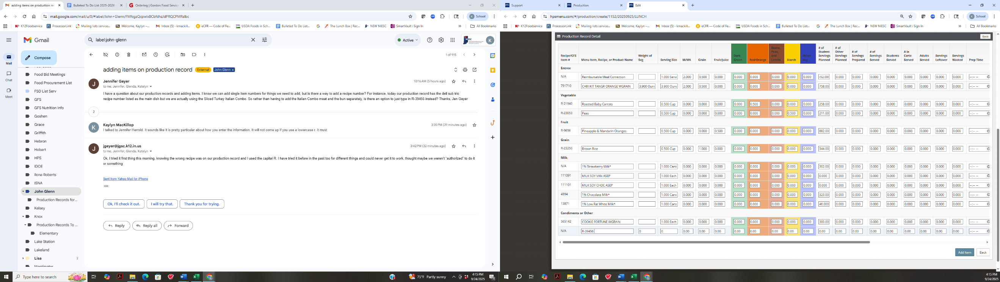 adding items on production rec
Bulleted To Do List 2025-2026 -
Ordering | Gordon Food Servic
mail.google.com/mail/u/0/#label/John+Glenn/FMfcgzQcpwlxBCbfdhzJdPRQCPMRslbc
School
K12Foodservice
ProcessorLink
Mailing lists service...
Welcome, Kaylyn –...
Inbox (5) - kmackill...
eCFR — Code of Fe...
USDA Foods in Sch...
Bulleted To Do List...
The Lunch Box | Rec...
NEW NIESC
SmartVault : Sign In
All Bookmarks
Gmail
label:john-glenn
Active
Mail
Chat
Meet
Compose
Food Bid Meetings
Food Procurement List
FSD List Serv
GFS
GFS Nutrition Info
Goshen
Grace
Griffith
Hebron
Hobart
HPS
IDOE
Ilona Roberts
ISNA
John Glenn
Production Records for...
Kelsey
Knox
Production Records To ...
Elementary
Lake Station
Lakeland
Lisa 2
Mentimeter
1 of 915
adding items on production record External John Glenn ×
Jennifer Geyer 10:16 AM (5 hours ago)
to me, Jennifer, Glenda, Katelyn
I have a question about our production records and adding items. I know we can add single item numbers for things we need to add, but is there a way to add a recipe number? For instance, today our production record has the deli sub trio
recipe number listed as the main dish but we are actually using the Sliced Turkey Italian Combo. So rather than having to add the Italian Combo meat and the bun separately, is there an option to just type in R-39456 instead? Thanks, Jen Geyer
2
Kaylyn MacKillop 3:35 PM (39 minutes ago)
I talked to Jennifer Herrold. It sounds like it is pretty particular about how you enter the information. It will not come up if you use a lowercase r. It must
jgeyer@jgsc.k12.in.us 3:42 PM (32 minutes ago)
to me, Jennifer, Glenda, Katelyn
Ok, I tried it first thing this morning, knowing the wrong recipe was on our production record and I used the capital R. I have tried it before in the past too for different things and could never get it to work, thought maybe we weren't "authorized" to do it
or something
Sent from Yahoo Mail for iPhone
Ok, I'll check it out.
I will try that.
Thank you for trying.
Reply
Reply all
Forward
Type here to search
75°F Partly sunny
4:15 PM
9/24/2025
Support
Production
Edit
hpsmenu.com/#/production/create/1152/20250925/LUNCH
School
K12Foodservice
ProcessorLink
Mailing lists service...
Welcome, Kaylyn –...
Inbox (5) - kmackill...
eCFR — Code of Fe...
USDA Foods in Sch...
Bulleted To Do List...
The Lunch Box | Rec...
NEW NIESC
SmartVault : Sign In
All Bookmarks
Production Record Detail
Back
Recipe/GFS Item #
Menu Item, Recipe, or Product Name
Weight of Svg
Serving Size
M/MA
Grain
Fruit/Juice
Dark Green
Red/Orange
Beans, Peas, and Lentils
Starch
Other Veg
# of Student Servings Planned
# of Other Servings Planned
# of Servings Prepared
# of Servings Served
Students Served
A la Carte Served
Adults Served
Servings Leftover
Servings Wasted
Prep Time
Entree
N/A Reimbursable Meal Correction 1.000 Servi 2.000 0.500 0.000 0.000 0.000 0.000 0.000 0.000 -52.000 0.000 0.000 0.000 0.000 0.000 0.000 0.000 0.000 --:-- --
791710 CHIX KIT TANGR ORANGE WGRAIN 3.900 Ounc 3.900 Ounc 2.000 0.500 0.000 0.000 0.000 0.000 0.000 0.000 758.00 0.000 0.000 0.000 0.000 0.000 0.000 0.000 0.000 --:-- --
Vegetable
R-21940 Roasted Baby Carrots 0.500 Cup 0.000 0.000 0.000 0.000 0.500 0.000 0.000 0.000 258.00 0.000 0.000 0.000 0.000 0.000 0.000 0.000 0.000 --:-- --
R-23053 Peas 0.500 Cup 0.000 0.000 0.000 0.000 0.000 0.000 0.500 0.000 211.00 0.000 0.000 0.000 0.000 0.000 0.000 0.000 0.000 --:-- --
Fruit
R-9656 Pineapple & Mandarin Oranges 0.500 Cup 0.000 0.000 0.500 0.000 0.000 0.000 0.000 0.000 882.00 0.000 0.000 0.000 0.000 0.000 0.000 0.000 0.000 --:-- --
Grain
R-23250 Brown Rice 0.500 Cup 0.000 1.000 0.000 0.000 0.000 0.000 0.000 0.000 344.00 0.000 0.000 0.000 0.000 0.000 0.000 0.000 0.000 --:-- --
Milk
N/A 1% Strawberry Milk* 1.000 Cartc 0.000 0.000 0.000 0.000 0.000 0.000 0.000 0.000 302.00 0.000 0.000 0.000 0.000 0.000 0.000 0.000 0.000 --:-- --
111091 MILK SOY VAN ASEP 1.000 Each 0.000 0.000 0.000 0.000 0.000 0.000 0.000 0.000 0.000 0.000 0.000 0.000 0.000 0.000 0.000 0.000 0.000 --:-- --
111101 MILK SOY CHOC ASEP 1.000 Each 0.000 0.000 0.000 0.000 0.000 0.000 0.000 0.000 0.000 0.000 0.000 0.000 0.000 0.000 0.000 0.000 0.000 --:-- --
4994 1% Chocolate Milk* 1.000 Cartc 0.000 0.000 0.000 0.000 0.000 0.000 0.000 0.000 323.00 0.000 0.000 0.000 0.000 0.000 0.000 0.000 0.000 --:-- --
13871 1% Low Fat White Milk* 1.000 Cartc 0.000 0.000 0.000 0.000 0.000 0.000 0.000 0.000 46.000 0.000 0.000 0.000 0.000 0.000 0.000 0.000 0.000 --:-- --
Condiments or Other
565142 COOKIE FORTUNE WGRAIN 1.000 Each 0.000 0.000 0.000 0.000 0.000 0.000 0.000 0.000 300.00 0.000 0.000 0.000 0.000 0.000 0.000 0.000 0.000 --:-- --
N/A R-39456 0 0 0.00 0.00 0.00 0.00 0.00 0.00 0.00 0.00 0.00 0.00 0.00 0.00 0.00 0.00 0.00 0.00 0.00 --:-- --
Add Item
Back
4:15 PM
9/24/2025